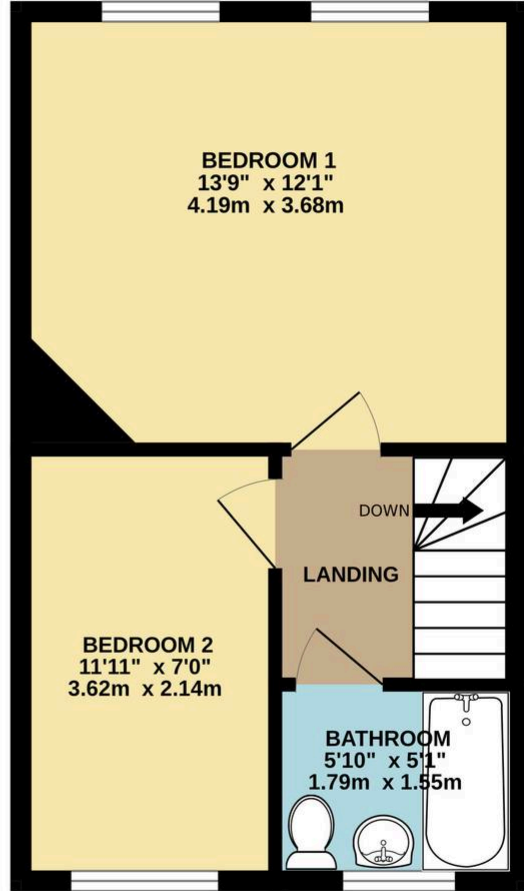 BEDROOM 1
13'9" x 12'1"
4.19m x 3.68m
DOWN
LANDING
BEDROOM 2
11'11" x 7'0"
3.62m x 2.14m
BATHROOM
5'10" x 5'1"
1.79m x 1.55m